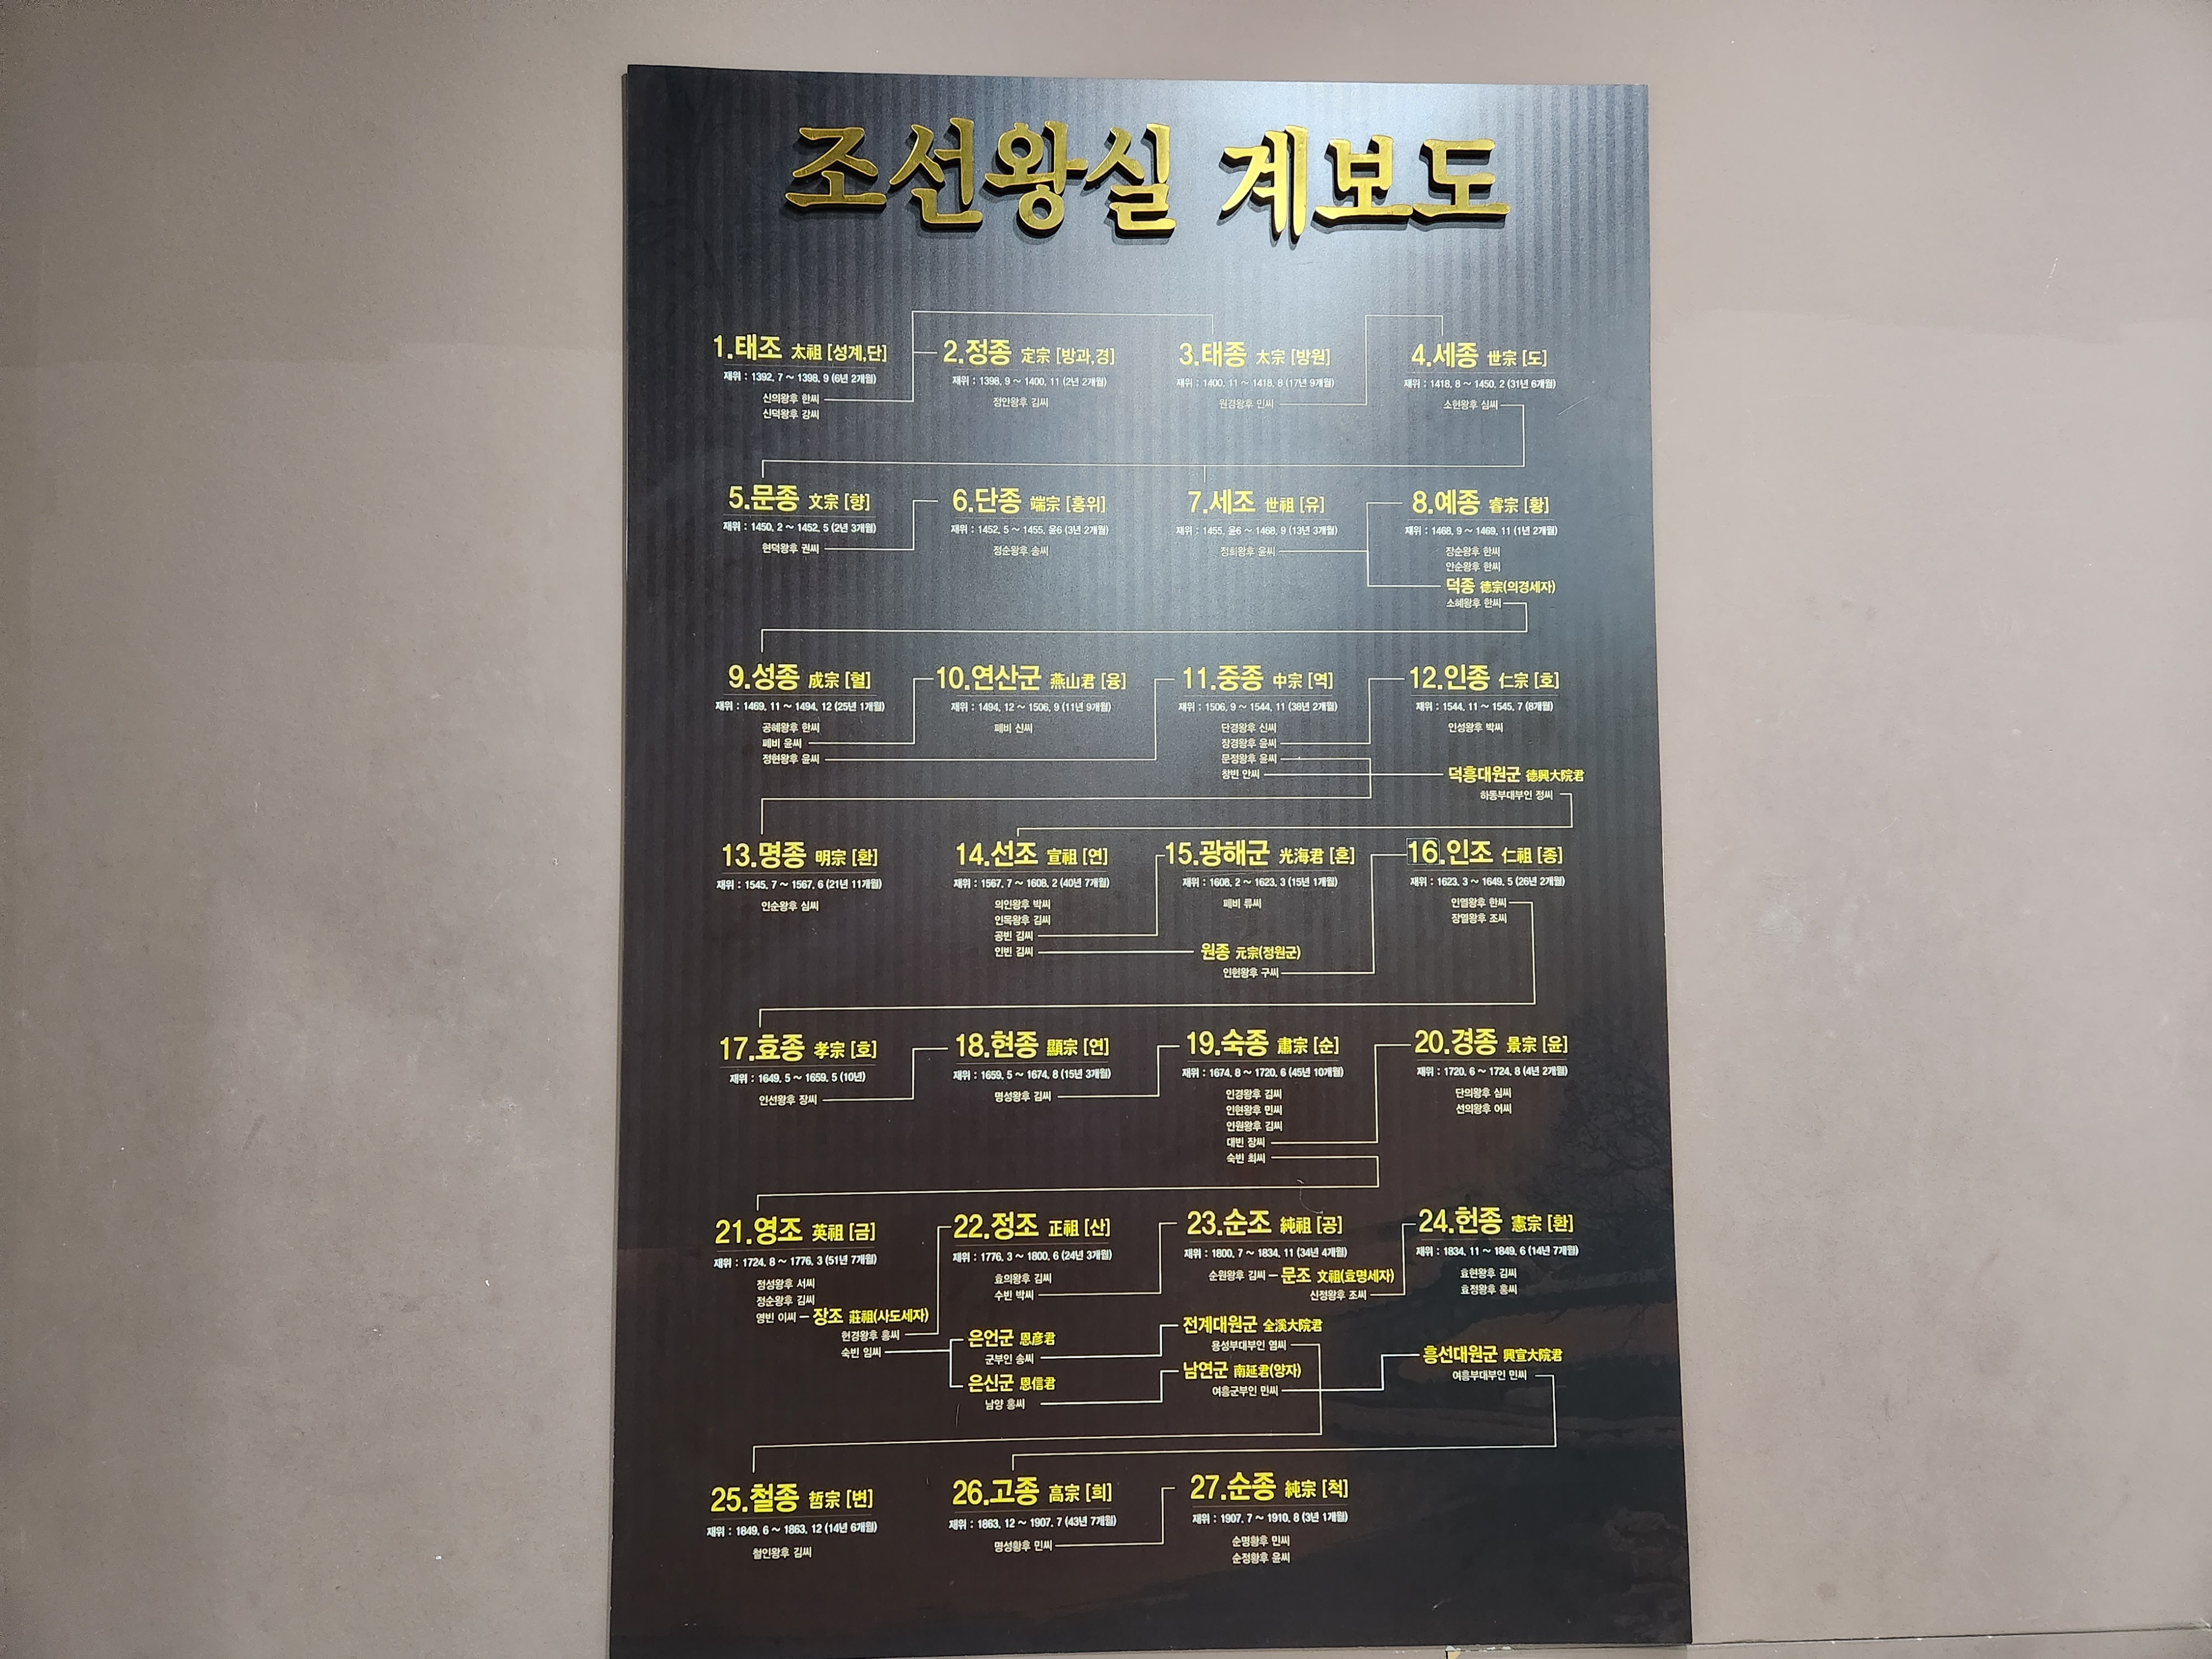 조선왕실 계보도
1.태조 太祖 [성계,단]
재위 : 1392. 7 ~ 1398. 9 (6년 2개월)
신의왕후 한씨
신덕왕후 강씨
2.정종 定宗 [방과,경]
재위 : 1398. 9 ~ 1400. 11 (2년 2개월)
정안왕후 김씨
3.태종 太宗 [방원]
재위 : 1400. 11 ~ 1418. 8 (17년 9개월)
원경왕후 민씨
4.세종 世宗 [도]
재위 : 1418. 8 ~ 1450. 2 (31년 6개월)
소헌왕후 심씨
5.문종 文宗 [향]
재위 : 1450. 2 ~ 1452. 5 (2년 3개월)
현덕왕후 권씨
6.단종 端宗 [홍위]
재위 : 1452. 5 ~ 1455. 윤6 (3년 2개월)
정순왕후 송씨
7.세조 世祖 [유]
재위 : 1455. 윤6 ~ 1468. 9 (13년 3개월)
정희왕후 윤씨
8.예종 睿宗 [황]
재위 : 1468. 9 ~ 1469. 11 (1년 2개월)
장순왕후 한씨
안순왕후 한씨
덕종 德宗(의경세자)
소혜왕후 한씨
9.성종 成宗 [혈]
재위 : 1469. 11 ~ 1494. 12 (25년 1개월)
공혜왕후 한씨
폐비 윤씨
정현왕후 윤씨
10.연산군 燕山君 [융]
재위 : 1494. 12 ~ 1506. 9 (11년 9개월)
폐비 신씨
11.중종 中宗 [역]
재위 : 1506. 9 ~ 1544. 11 (38년 2개월)
단경왕후 신씨
장경왕후 윤씨
문정왕후 윤씨
창빈 안씨
12.인종 仁宗 [호]
재위 : 1544. 11 ~ 1545. 7 (8개월)
인성왕후 박씨
덕흥대원군 德興大院君
하동부대부인 정씨
13.명종 明宗 [환]
재위 : 1545. 7 ~ 1567. 6 (21년 11개월)
인순왕후 심씨
14.선조 宣祖 [연]
재위 : 1567. 7 ~ 1608. 2 (40년 7개월)
의인왕후 박씨
인목왕후 김씨
공빈 김씨
인빈 김씨
15.광해군 光海君 [혼]
재위 : 1608. 2 ~ 1623. 3 (15년 1개월)
폐비 류씨
원종 元宗(정원군)
인헌왕후 구씨
16.인조 仁祖 [종]
재위 : 1623. 3 ~ 1649. 5 (26년 2개월)
인열왕후 한씨
장열왕후 조씨
17.효종 孝宗 [호]
재위 : 1649. 5 ~ 1659. 5 (10년)
인선왕후 장씨
18.현종 顯宗 [연]
재위 : 1659. 5 ~ 1674. 8 (15년 3개월)
명성왕후 김씨
19.숙종 肅宗 [순]
재위 : 1674. 8 ~ 1720. 6 (45년 10개월)
인경왕후 김씨
인현왕후 민씨
인원왕후 김씨
대빈 장씨
숙빈 최씨
20.경종 景宗 [윤]
재위 : 1720. 6 ~ 1724. 8 (4년 2개월)
단의왕후 심씨
선의왕후 어씨
21.영조 英祖 [금]
재위 : 1724. 8 ~ 1776. 3 (51년 7개월)
정성왕후 서씨
정순왕후 김씨
영빈 이씨 – 장조 莊祖(사도세자)
헌경왕후 홍씨
숙빈 임씨
22.정조 正祖 [산]
재위 : 1776. 3 ~ 1800. 6 (24년 3개월)
효의왕후 김씨
수빈 박씨
은언군 恩彦君
군부인 송씨
은신군 恩信君
남양 홍씨
23.순조 純祖 [공]
재위 : 1800. 7 ~ 1834. 11 (34년 4개월)
순원왕후 김씨 – 문조 文祖(효명세자)
신정왕후 조씨
전계대원군 全溪大院君
용성부대부인 염씨
남연군 南延君(양자)
여흥군부인 민씨
24.헌종 憲宗 [환]
재위 : 1834. 11 ~ 1849. 6 (14년 7개월)
효현왕후 김씨
효정왕후 홍씨
흥선대원군 興宣大院君
여흥부대부인 민씨
25.철종 哲宗 [변]
재위 : 1849. 6 ~ 1863. 12 (14년 6개월)
철인왕후 김씨
26.고종 高宗 [희]
재위 : 1863. 12 ~ 1907. 7 (43년 7개월)
명성황후 민씨
27.순종 純宗 [척]
재위 : 1907. 7 ~ 1910. 8 (3년 1개월)
순명황후 민씨
순정황후 윤씨